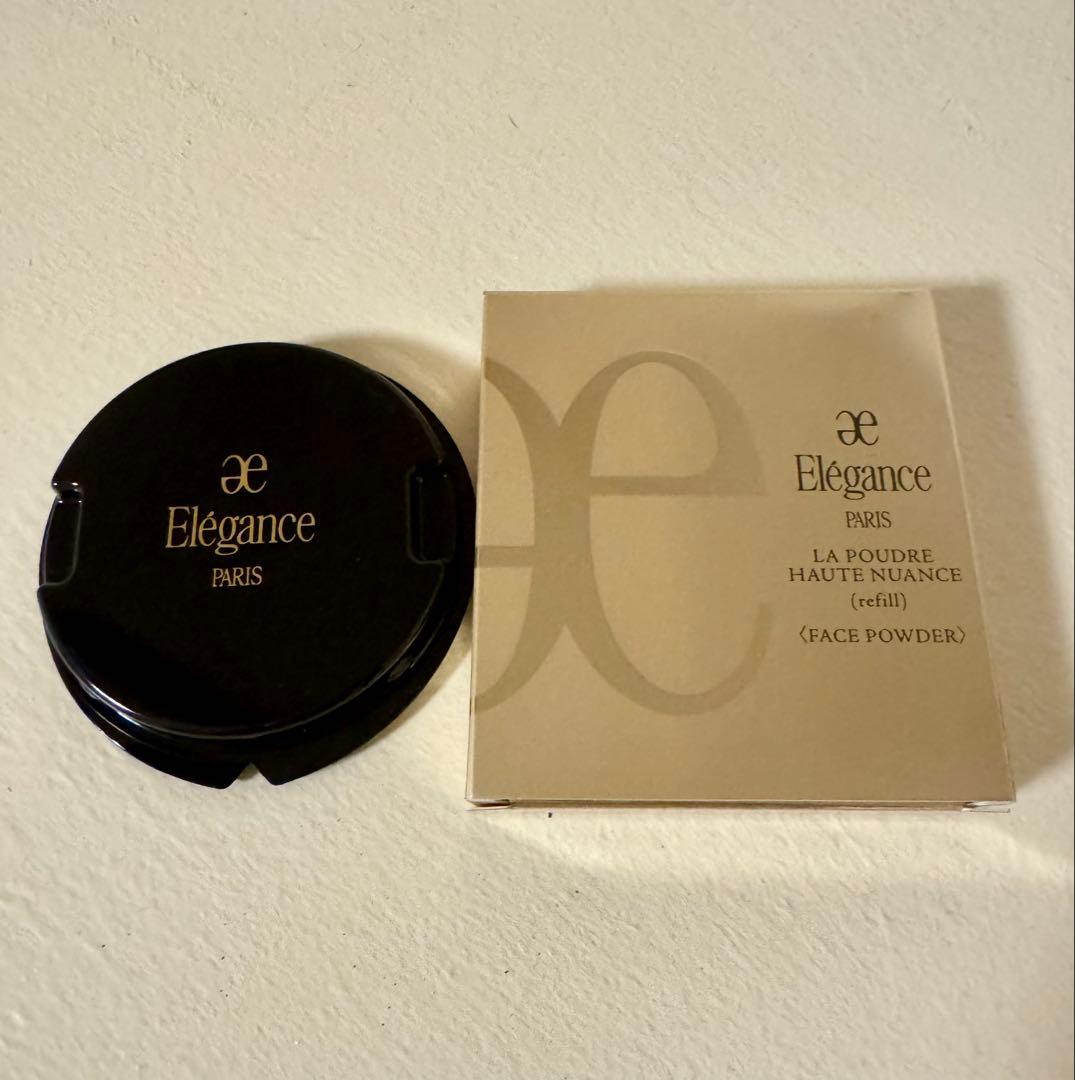 æ
Elégance
PARIS
æ
æ
Elégance
PARIS
LA POUDRE
HAUTE NUANCE
(refill)
〈FACE POWDER〉